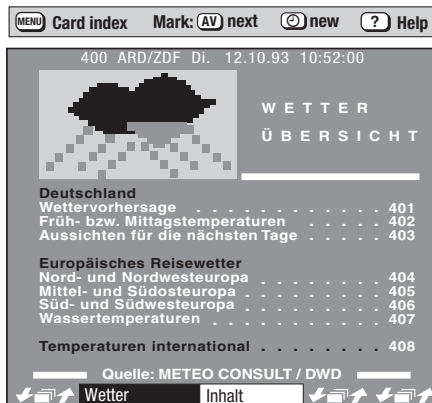 MENU Card index Mark: AV next new ? Help
400 ARD/ZDF Di. 12.10.93 10:52:00
WETTER
ÜBERSICHT
Deutschland
Wettervorhersage . . . . . . . . . . . . 401
Früh- bzw. Mittagstemperaturen . . . . . 402
Aussichten für die nächsten Tage . . . . . 403
Europäisches Reisewetter
Nord- und Nordwesteuropa . . . . . . . . 404
Mittel- und Südosteuropa . . . . . . . . . 405
Süd- und Südwesteuropa . . . . . . . . . 406
Wassertemperaturen . . . . . . . . . . . 407
Temperaturen international . . . . . . . . 408
Quelle: METEO CONSULT / DWD
Wetter Inhalt